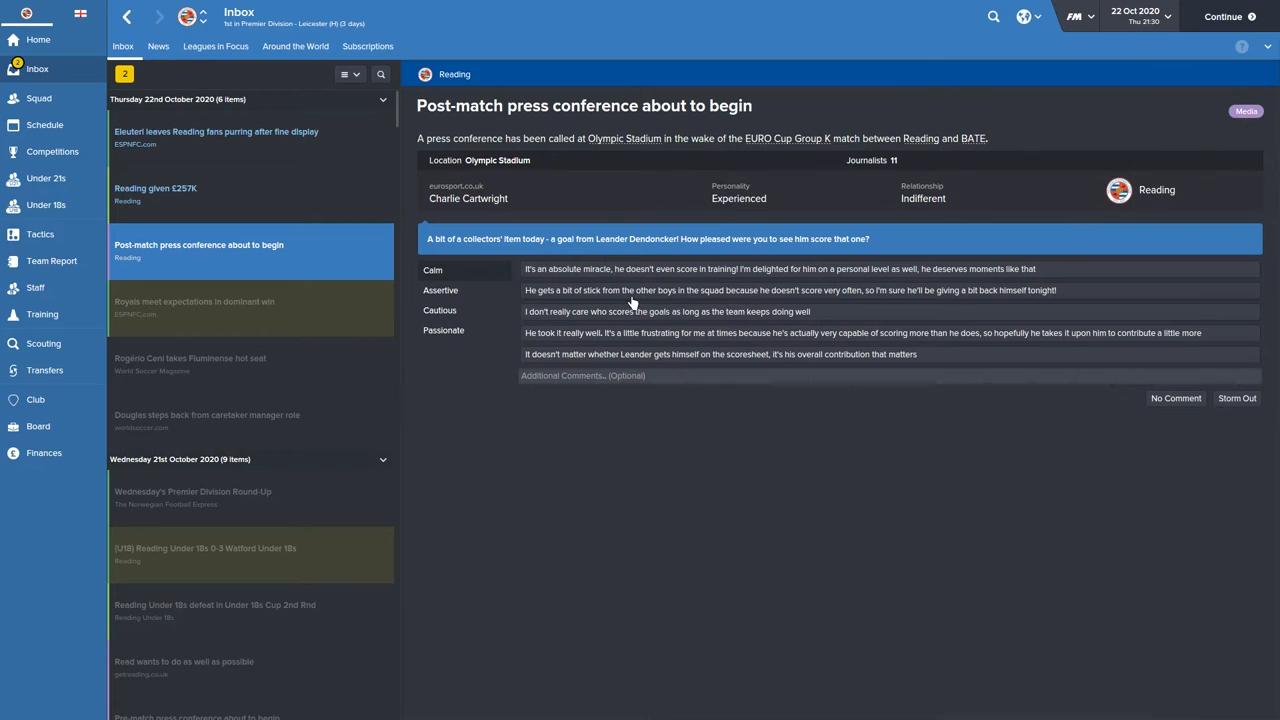 Inbox
1st in Premier Division - Leicester (H) (3 days)
FM
22 Oct 2020
Thu 21:30
Continue
Home
2
Inbox
Squad
Schedule
Competitions
Under 21s
Under 18s
Tactics
Team Report
Staff
Training
Scouting
Transfers
Club
Board
Finances
Inbox News Leagues in Focus Around the World Subscriptions
?
2
Thursday 22nd October 2020 (6 items)
Eleuteri leaves Reading fans purring after fine display
ESPNFC.com
Reading given £257K
Reading
Post-match press conference about to begin
Reading
Royals meet expectations in dominant win
ESPNFC.com
Rogério Ceni takes Fluminense hot seat
World Soccer Magazine
Douglas steps back from caretaker manager role
worldsoccer.com
Wednesday 21st October 2020 (9 items)
Wednesday's Premier Division Round-Up
The Norwegian Football Express
(U18) Reading Under 18s 0-3 Watford Under 18s
Reading
Reading Under 18s defeat in Under 18s Cup 2nd Rnd
Reading Under 18s
Read wants to do as well as possible
getreading.co.uk
Pre-match press conference about to begin
Reading
Post-match press conference about to begin
Media
A press conference has been called at Olympic Stadium in the wake of the EURO Cup Group K match between Reading and BATE.
Location Olympic Stadium Journalists 11
eurosport.co.uk Personality Relationship
Charlie Cartwright Experienced Indifferent Reading
A bit of a collectors' item today - a goal from Leander Dendoncker! How pleased were you to see him score that one?
Calm
Assertive
Cautious
Passionate
It's an absolute miracle, he doesn't even score in training! I'm delighted for him on a personal level as well, he deserves moments like that
He gets a bit of stick from the other boys in the squad because he doesn't score very often, so I'm sure he'll be giving a bit back himself tonight!
I don't really care who scores the goals as long as the team keeps doing well
He took it really well. It's a little frustrating for me at times because he's actually very capable of scoring more than he does, so hopefully he takes it upon him to contribute a little more
It doesn't matter whether Leander gets himself on the scoresheet, it's his overall contribution that matters
Additional Comments.. (Optional)
No Comment Storm Out